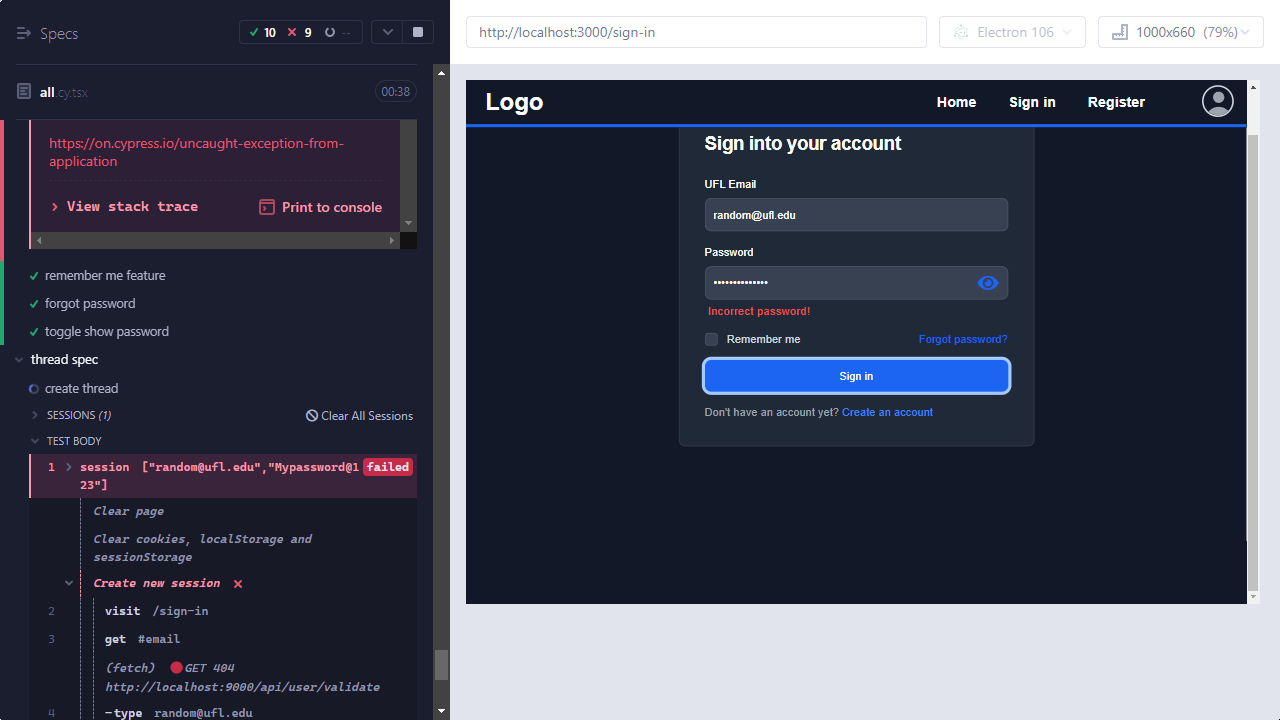 Specs
10 9 --
all.cy.tsx
00:38
https://on.cypress.io/uncaught-exception-from-
application
View stack trace
Print to console
remember me feature
forgot password
toggle show password
thread spec
create thread
SESSIONS (1)
Clear All Sessions
TEST BODY
1 session ["random@ufl.edu","Mypassword@1 failed
23"]
Clear page
Clear cookies, localStorage and
sessionStorage
Create new session
2 visit /sign-in
3 get #email
(fetch) GET 404
http://localhost:9000/api/user/validate
4 -type random@ufl.edu
http://localhost:3000/sign-in
Electron 106
1000x660 (79%)
Logo
Home
Sign in
Register
Sign into your account
UFL Email
random@ufl.edu
Password
•••••••••••••
Incorrect password!
Remember me
Forgot password?
Sign in
Don't have an account yet? Create an account